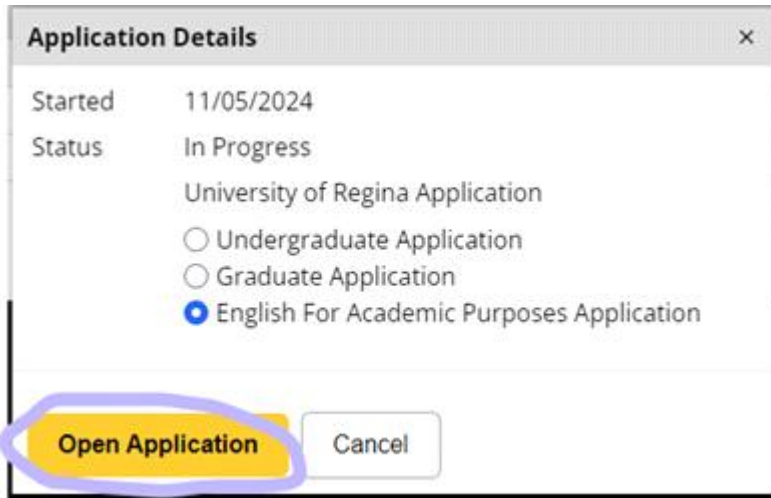 Application Details ×
Started 11/05/2024
Status In Progress
University of Regina Application
Undergraduate Application
Graduate Application
English For Academic Purposes Application
Open Application Cancel